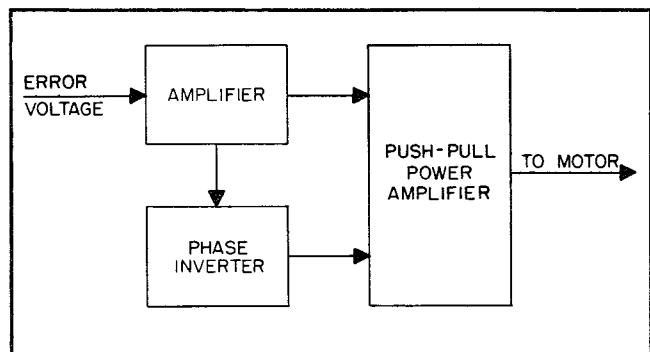 ERROR
VOLTAGE
AMPLIFIER
PHASE
INVERTER
PUSH-PULL
POWER
AMPLIFIER
TO MOTOR